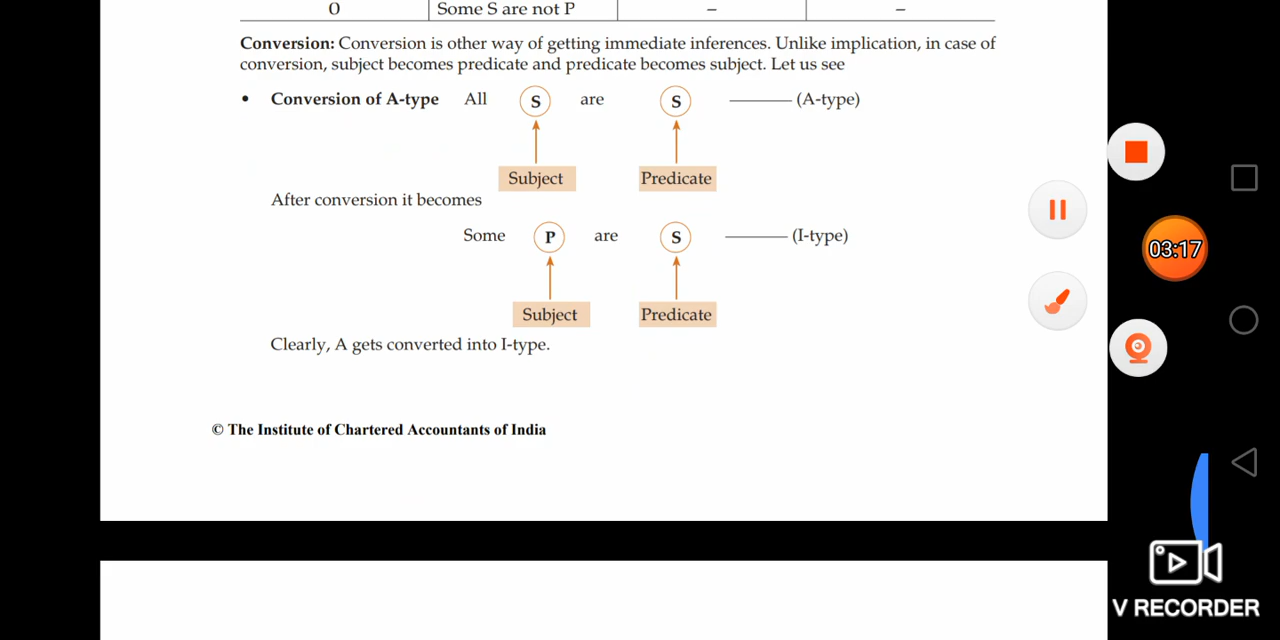 O Some S are not P – –
Conversion: Conversion is other way of getting immediate inferences. Unlike implication, in case of
conversion, subject becomes predicate and predicate becomes subject. Let us see
• Conversion of A-type All S are S (A-type)
Subject Predicate
After conversion it becomes
Some P are S (I-type)
Subject Predicate
Clearly, A gets converted into I-type.
© The Institute of Chartered Accountants of India
03:17
V RECORDER